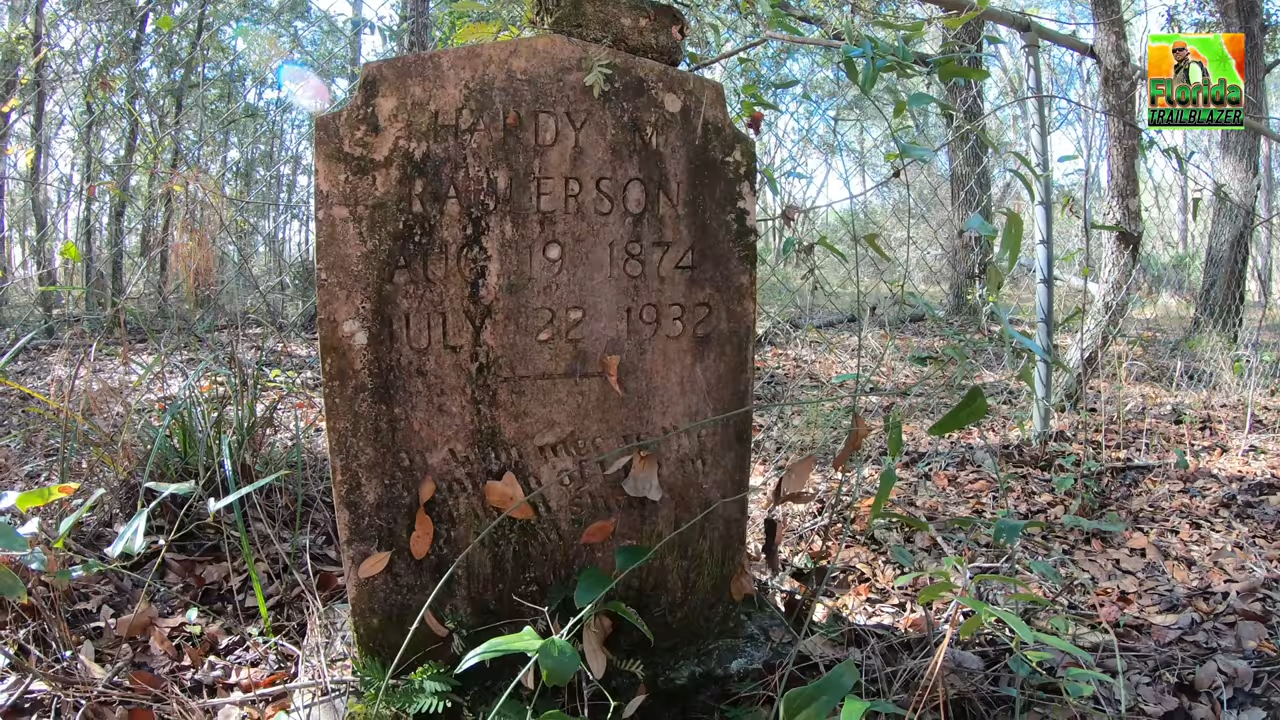 HARDY M
RAULERSON
AUG 19 1874
JULY 22 1932
Florida
TRAILBLAZER